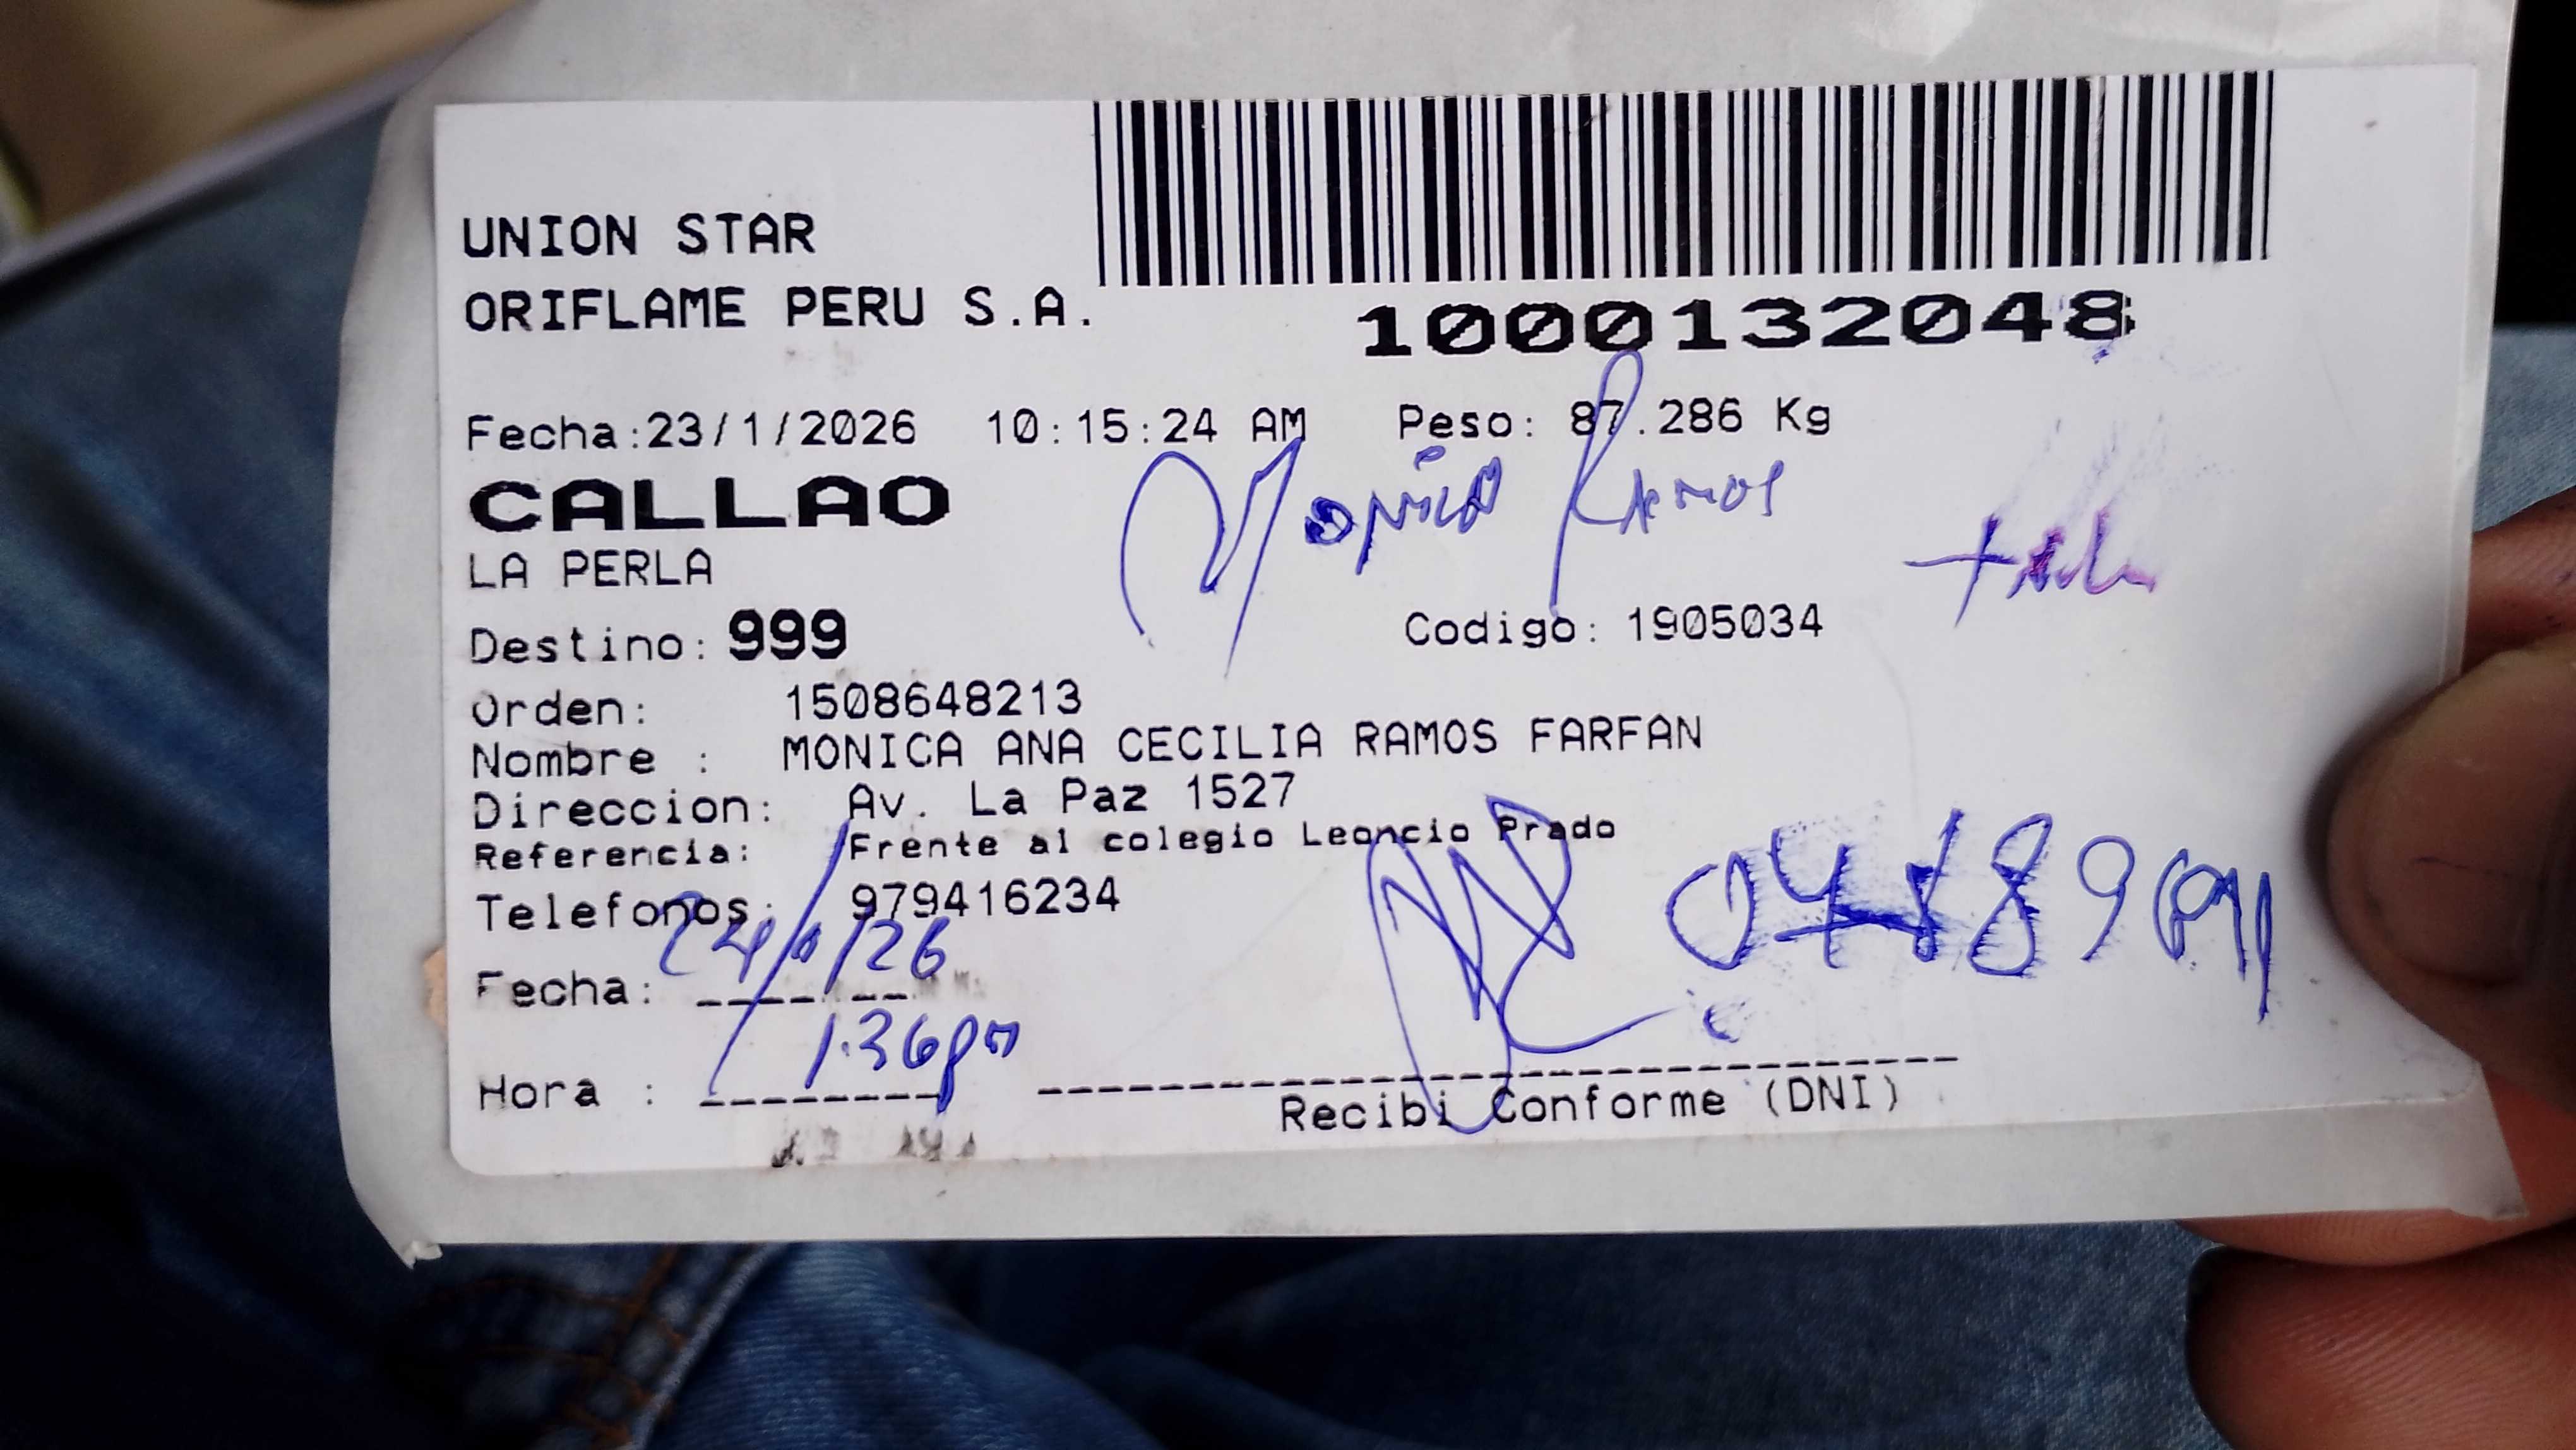 UNION STAR
ORIFLAME PERU S.A.
1000132048
Fecha:23/1/2026 10:15:24 AM Peso: 87.286 Kg
CALLAO
Monica Ramos
LA PERLA
Destino: 999 Codigo: 1905034
Orden: 1508648213
Nombre : MONICA ANA CECILIA RAMOS FARFAN
Direccion: Av. La Paz 1527
Referencia: Frente al colegio Leoncio Prado
Telefonos: 979416234
Fecha: 24/1/26
Hora : 1.36pm
Recibi Conforme (DNI)